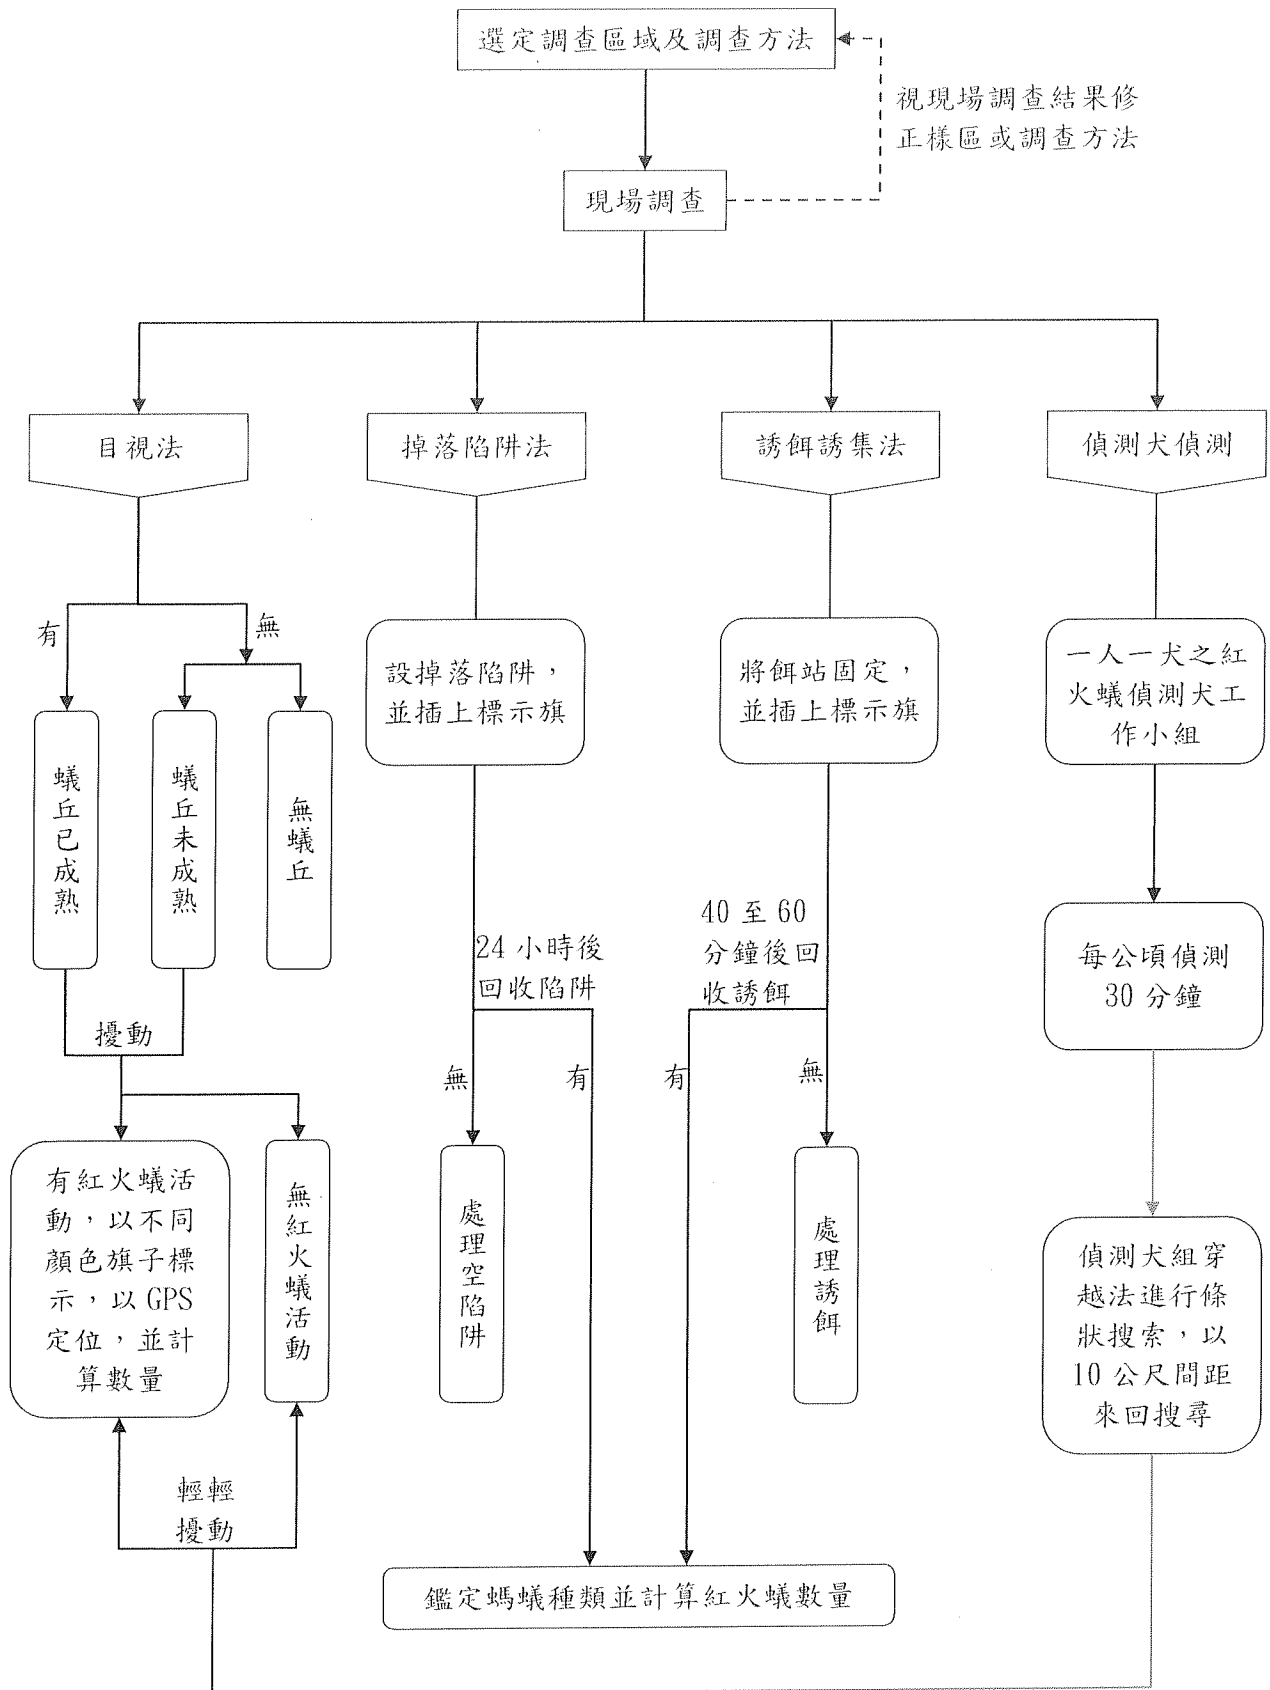 選定調查區域及調查方法
視現場調查結果修
正樣區或調查方法
現場調查
目視法
掉落陷阱法
誘餌誘集法
偵測犬偵測
有
無
蟻丘已成熟
蟻丘未成熟
無蟻丘
設掉落陷阱,
並插上標示旗
將餌站固定,
並插上標示旗
一人一犬之紅
火蟻偵測犬工
作小組
24 小時後
回收陷阱
40 至 60
分鐘後回
收誘餌
每公頃偵測
30 分鐘
擾動
無
有
有
無
有紅火蟻活
動,以不同
顏色旗子標
示,以 GPS
定位,並計
算數量
無紅火蟻活動
處理空陷阱
處理誘餌
偵測犬組穿
越法進行條
狀搜索,以
10 公尺間距
來回搜尋
輕輕
擾動
鑑定螞蟻種類並計算紅火蟻數量